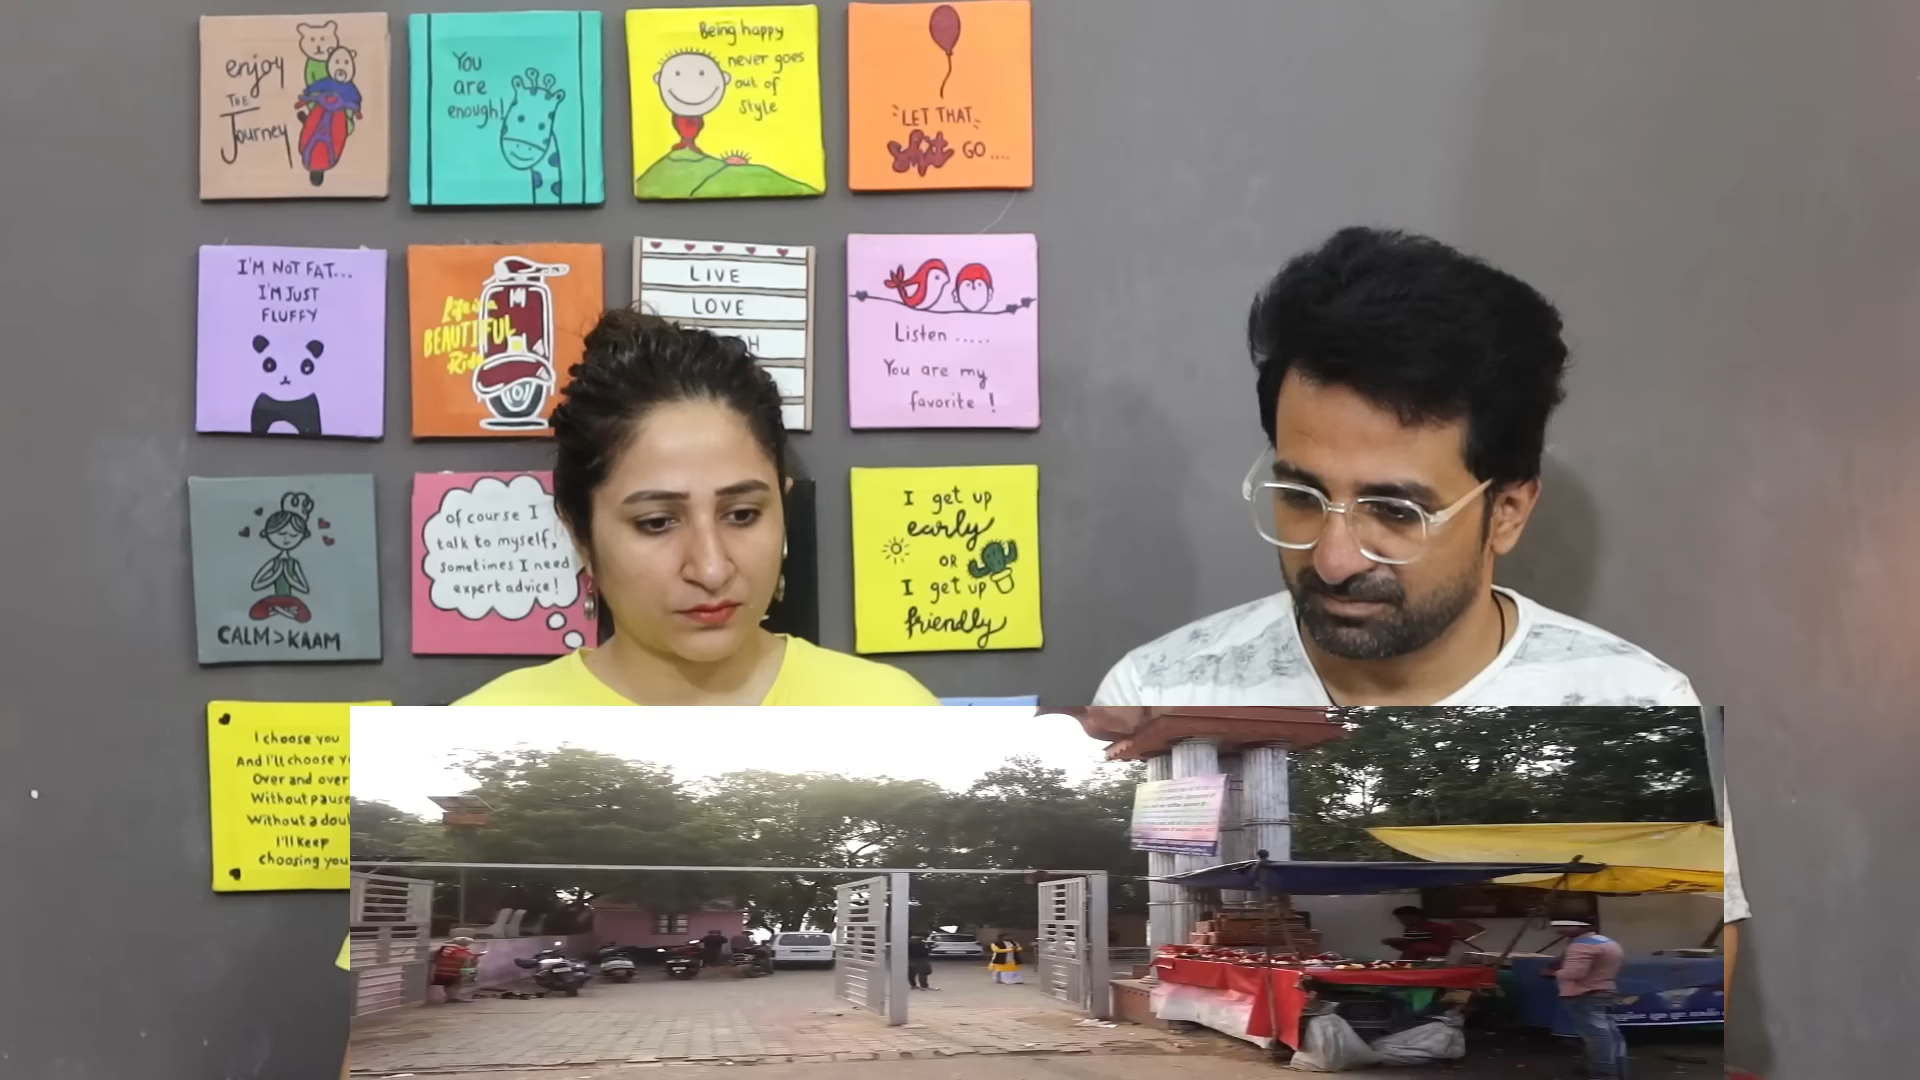 enjoy
THE
Journey
You
are
enough!
Being happy
never goes
out of
style
"LET THAT"
shit GO....
I'M NOT FAT...
I'M JUST
FLUFFY
Life is a
BEAUTIFUL
Ride
LIVE
LOVE
Listen .....
You are my
favorite !
I get up
early
OR
I get up
friendly
of course I
talk to myself,
sometimes I need
expert advice!
CALM>KAAM
I choose you
And I'll choose
Over and over
Without pause
Without a
I'll keep
choosing you